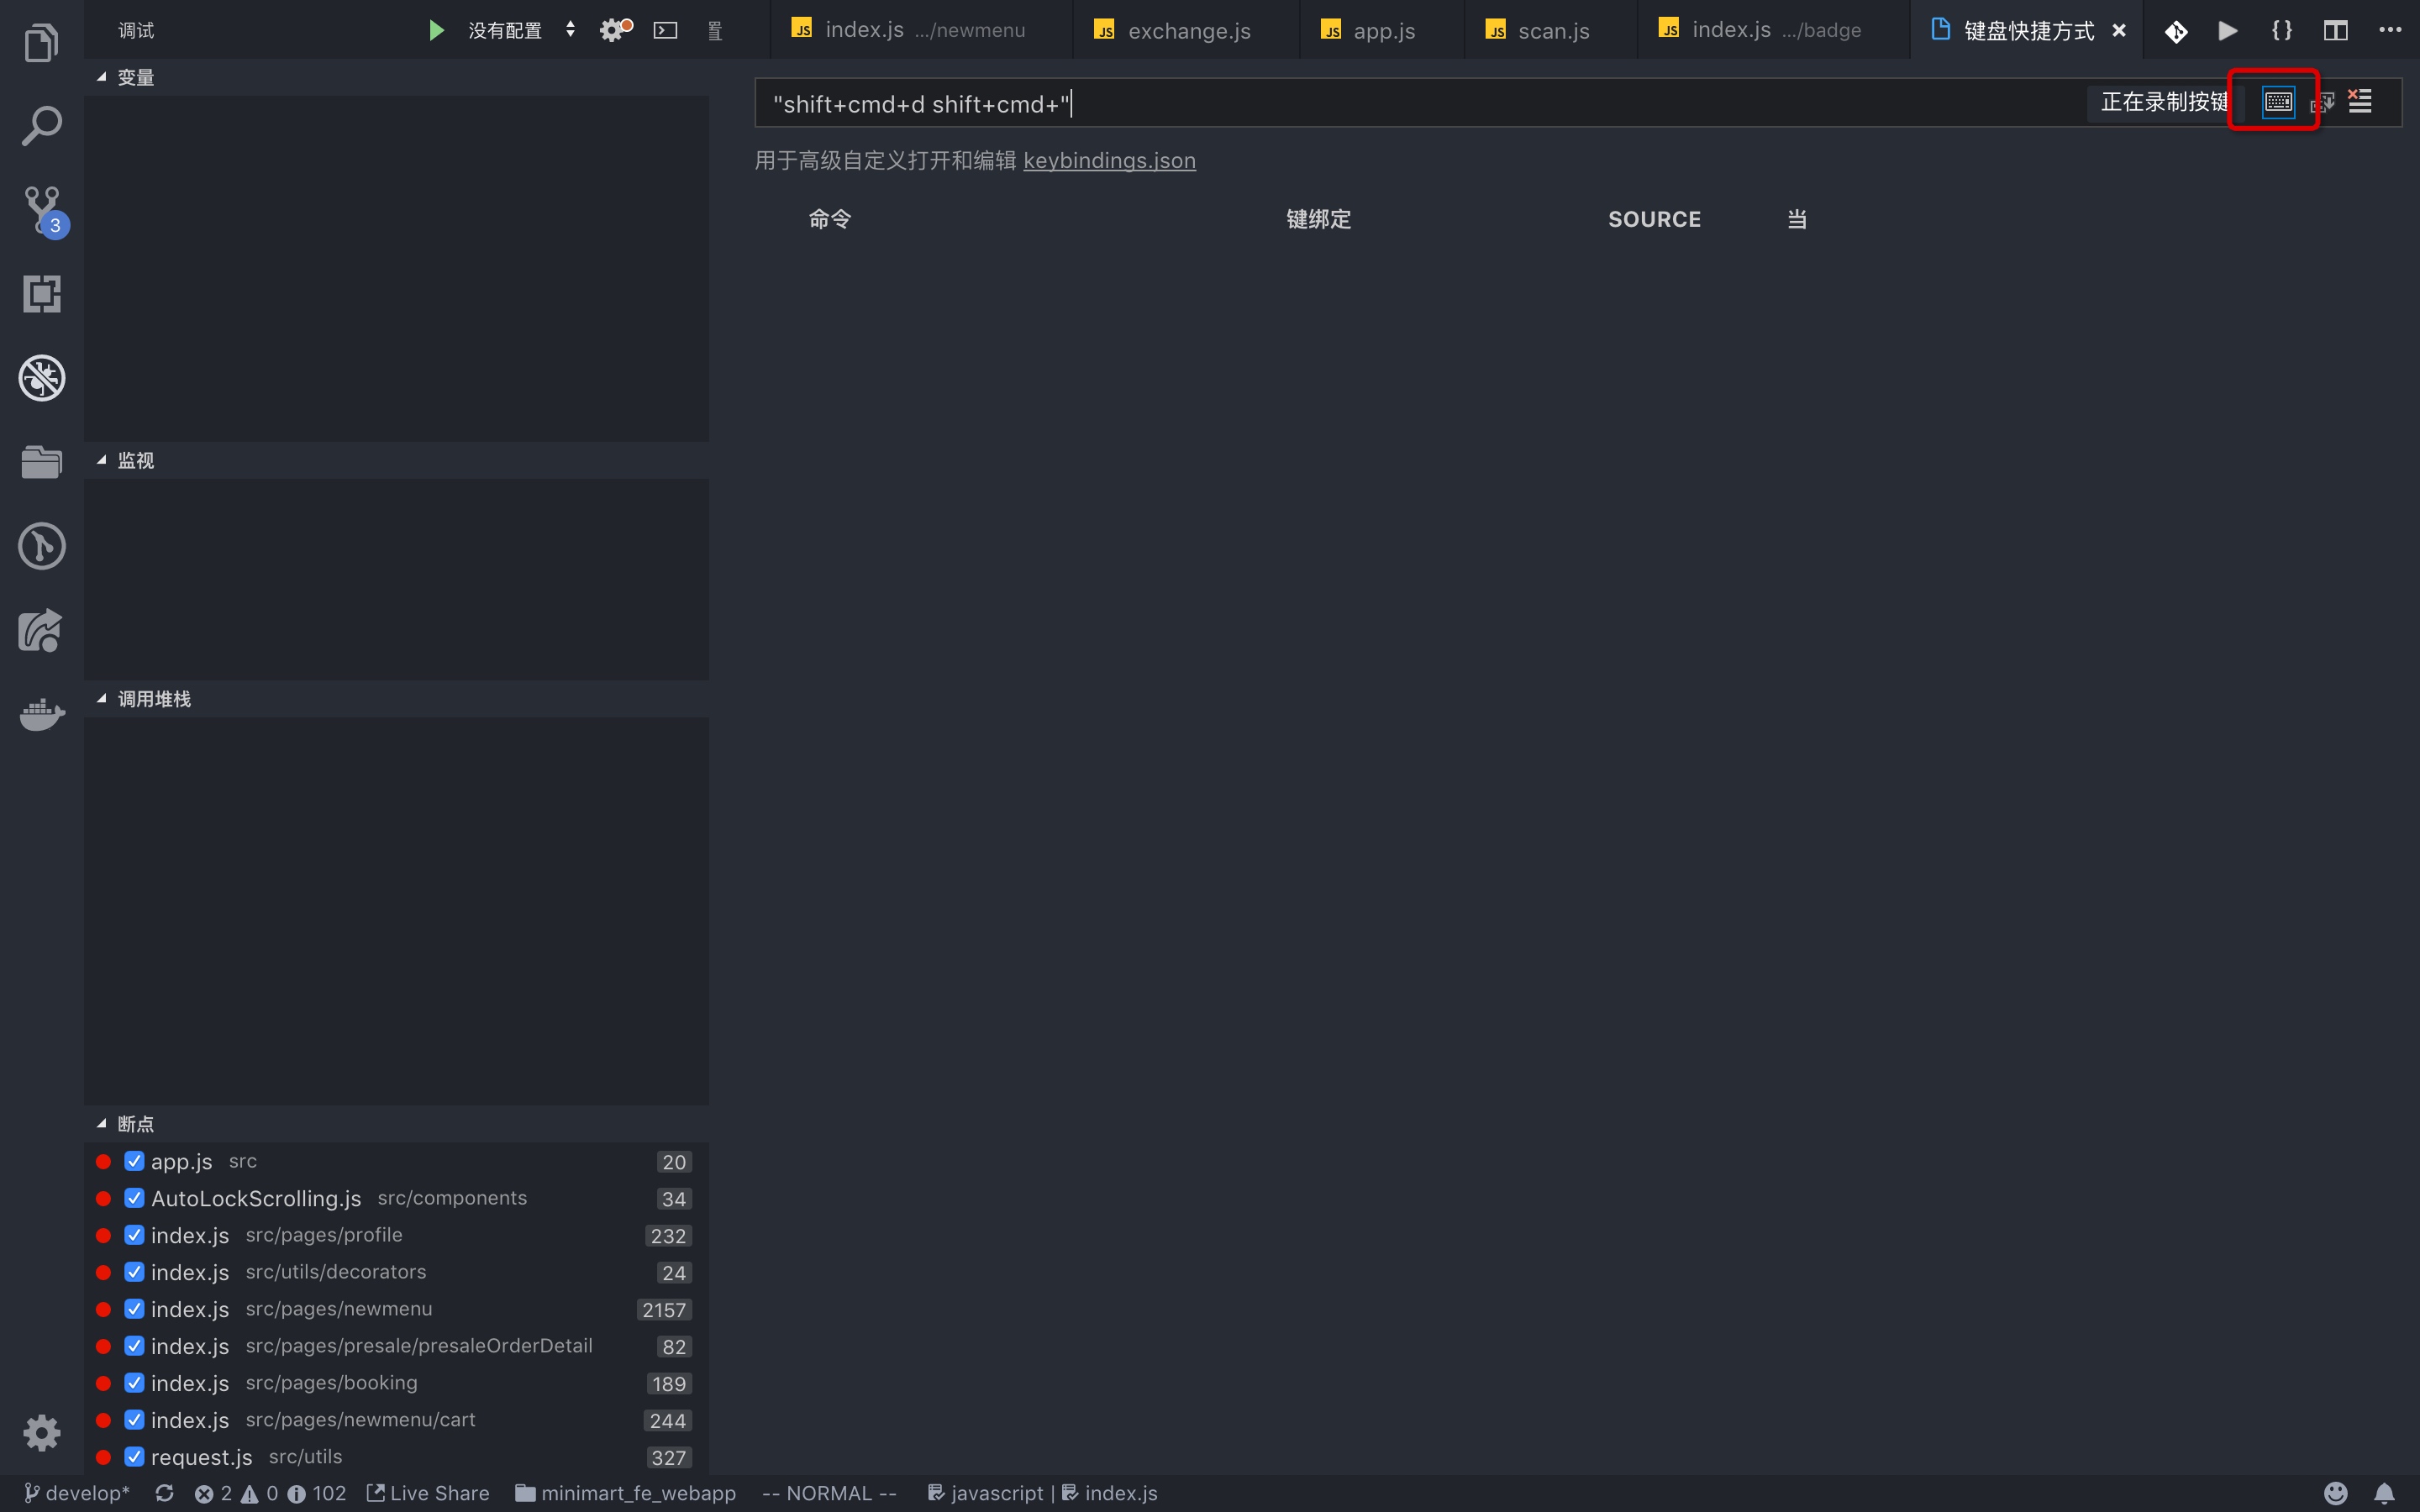 调试 没有配置 置 index.js .../newmenu exchange.js app.js scan.js index.js .../badge 键盘快捷方式
变量
"shift+cmd+d shift+cmd+" 正在录制按键
用于高级自定义打开和编辑 keybindings.json
命令 键绑定 SOURCE 当
3
监视
调用堆栈
断点
app.js src 20
AutoLockScrolling.js src/components 34
index.js src/pages/profile 232
index.js src/utils/decorators 24
index.js src/pages/newmenu 2157
index.js src/pages/presale/presaleOrderDetail 82
index.js src/pages/booking 189
index.js src/pages/newmenu/cart 244
request.js src/utils 327
develop* 2 0 102 Live Share minimart_fe_webapp -- NORMAL -- javascript | index.js